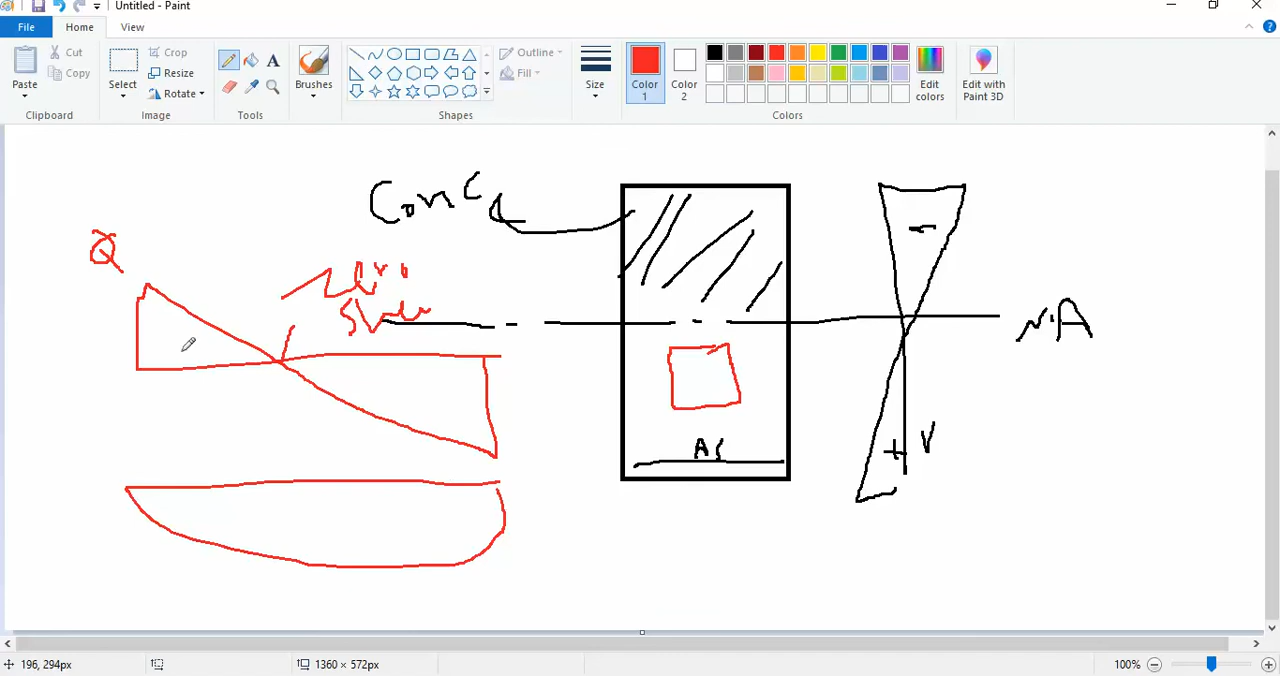 Untitled - Paint
File
Home
View
Paste
Cut
Copy
Clipboard
Select
Crop
Resize
Rotate
Image
Tools
Brushes
Shapes
Outline
Fill
Size
Color 1
Color 2
Edit colors
Edit with Paint 3D
Colors
Conc
Q
N.A
-
+ V
AS
196, 294px
1360 × 572px
100%